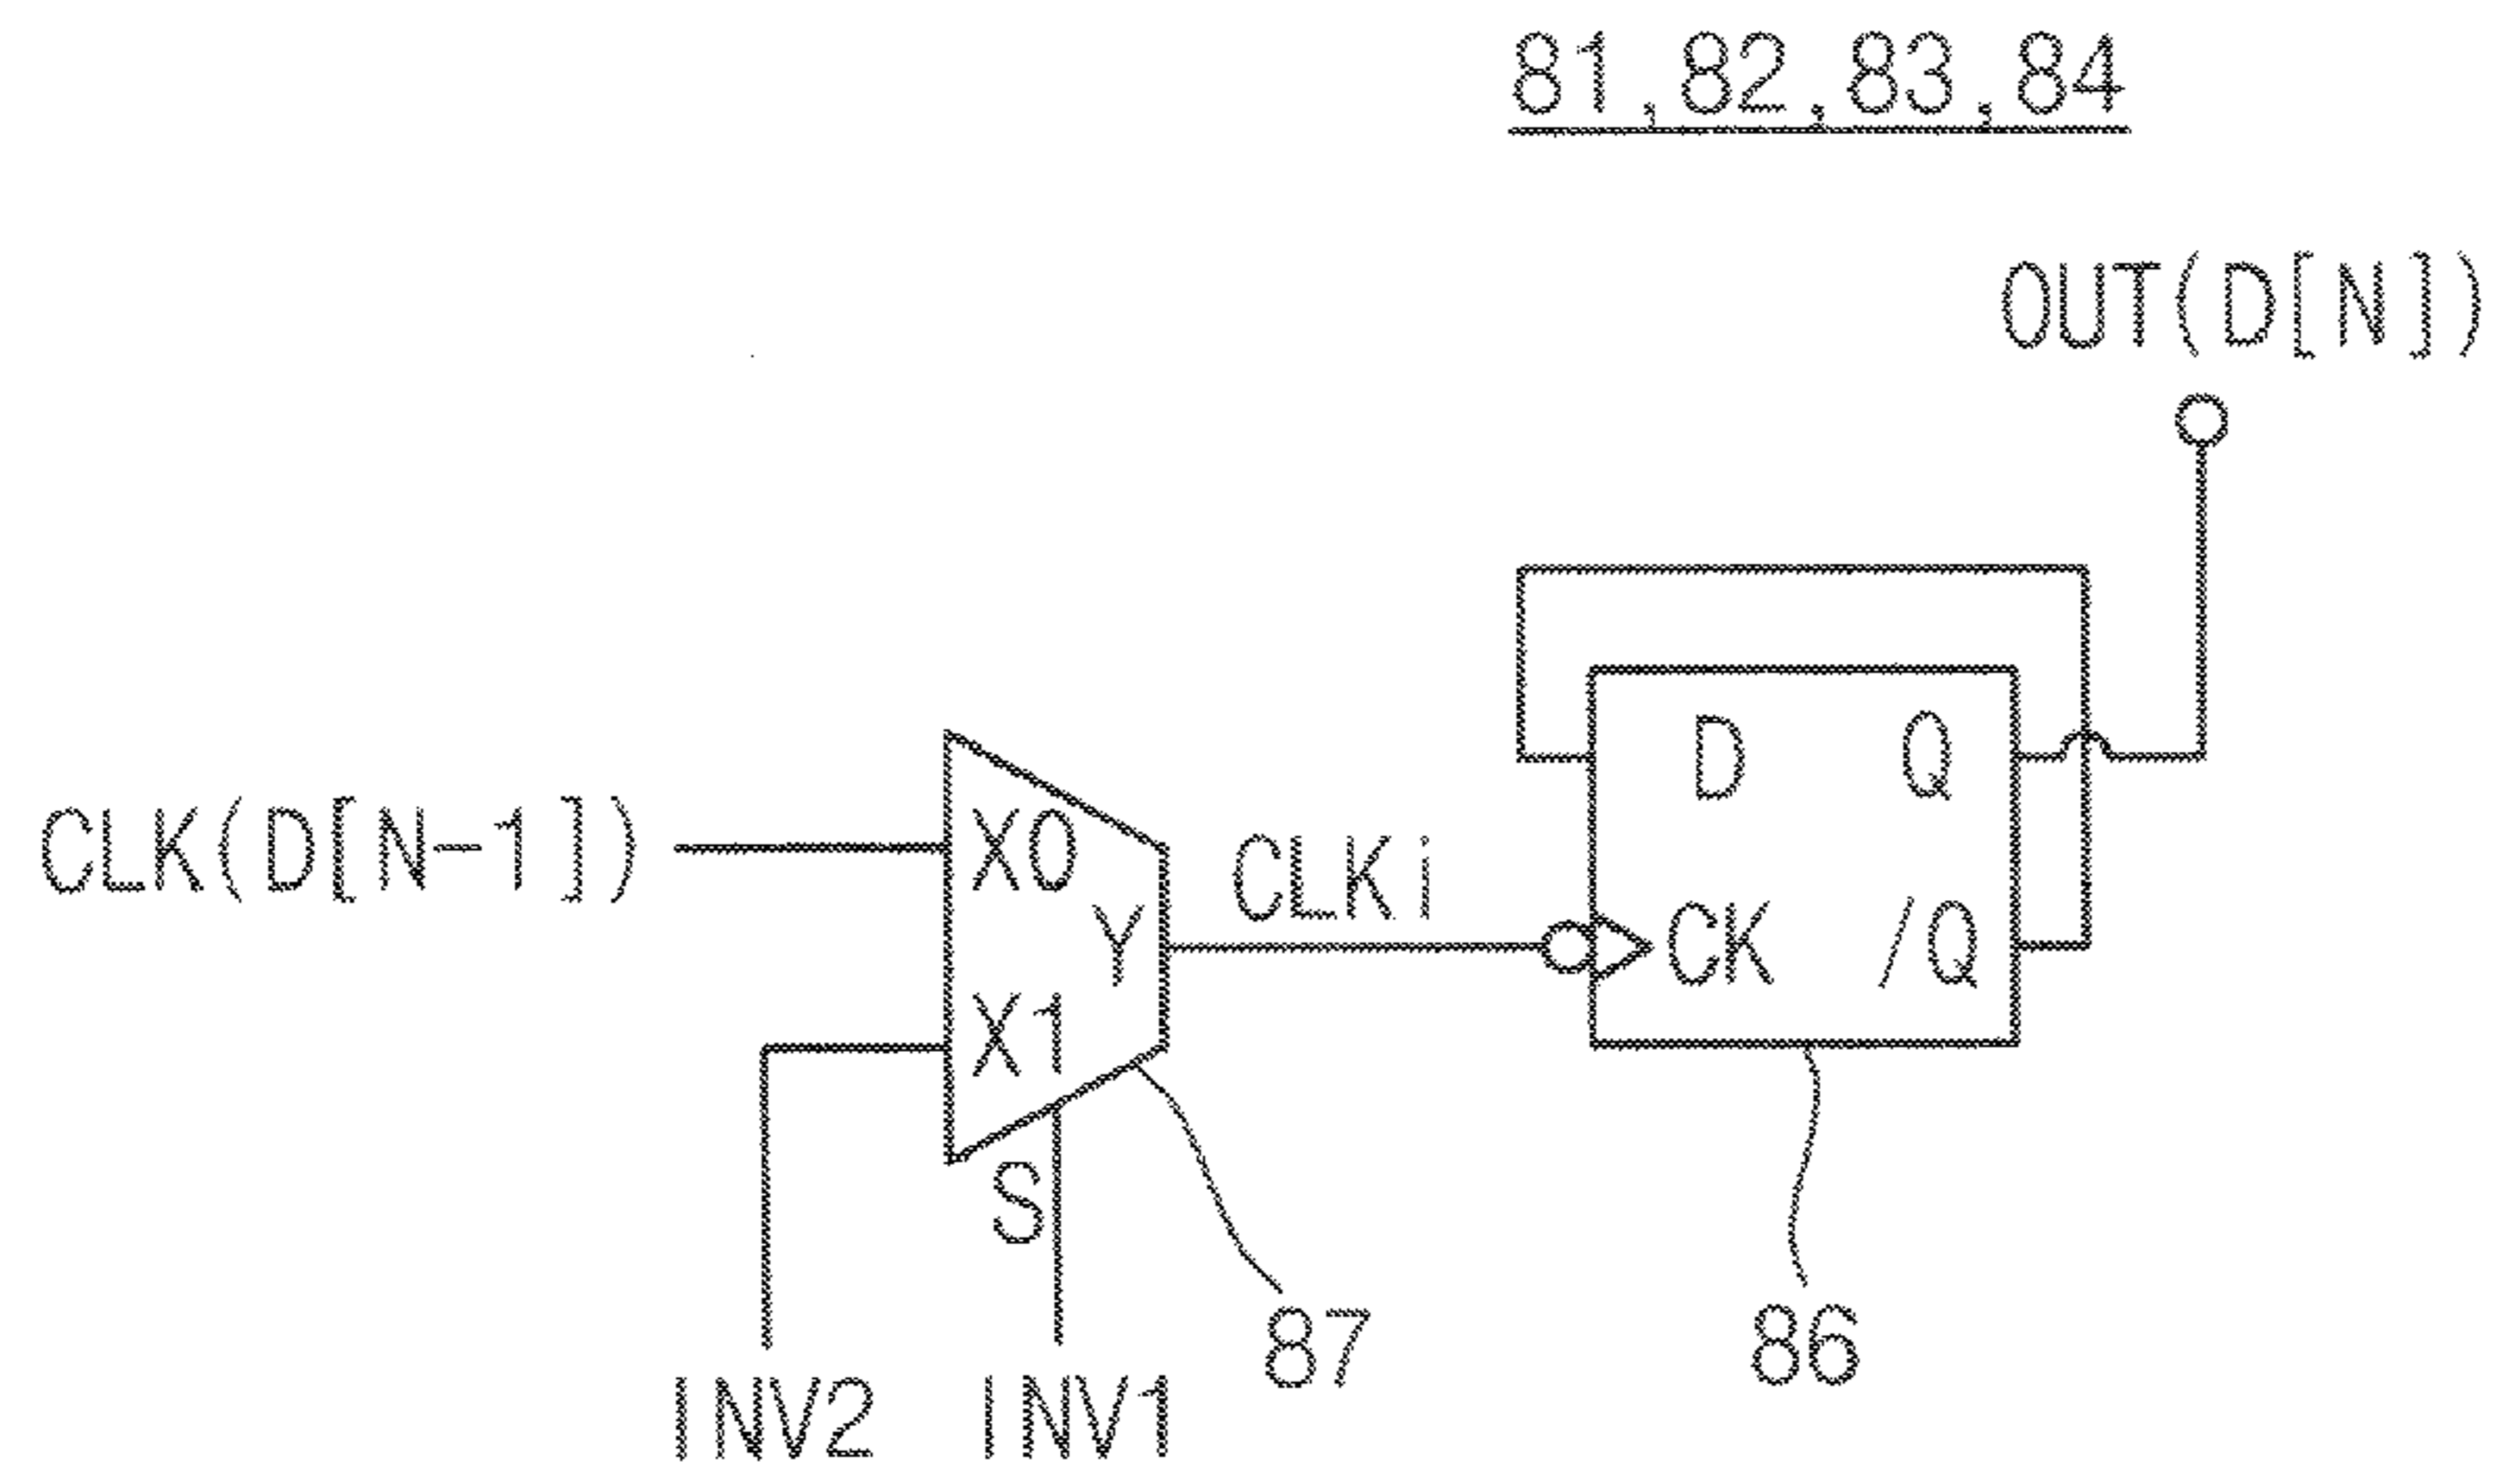 81,82,83,84
OUT(D[N])
D Q
CLK(D[N-1])
X0
CLKi
Y
CK /Q
X1
S
87
86
INV2 INV1